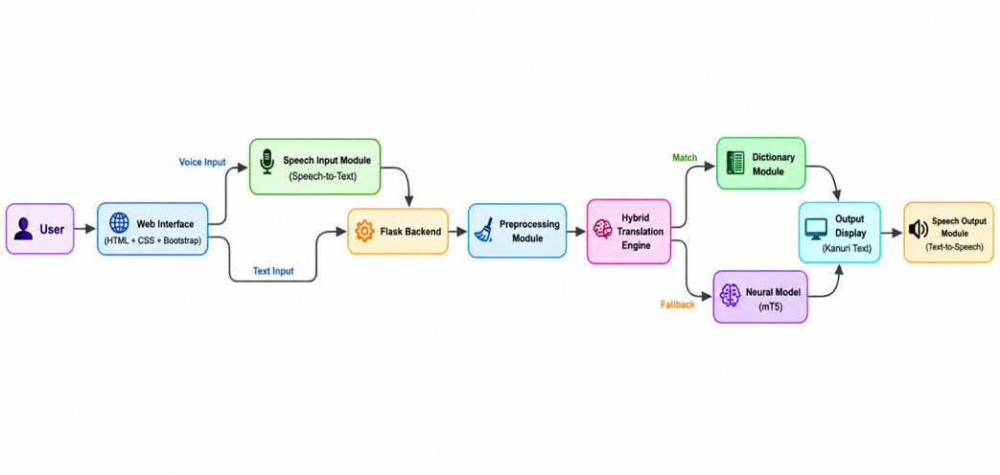 User
Web Interface
(HTML + CSS + Bootstrap)
Voice Input
Text Input
Speech Input Module
(Speech-to-Text)
Flask Backend
Preprocessing
Module
Hybrid
Translation
Engine
Match
Fallback
Dictionary
Module
Neural Model
(mT5)
Output
Display
(Kanuri Text)
Speech Output
Module
(Text-to-Speech)